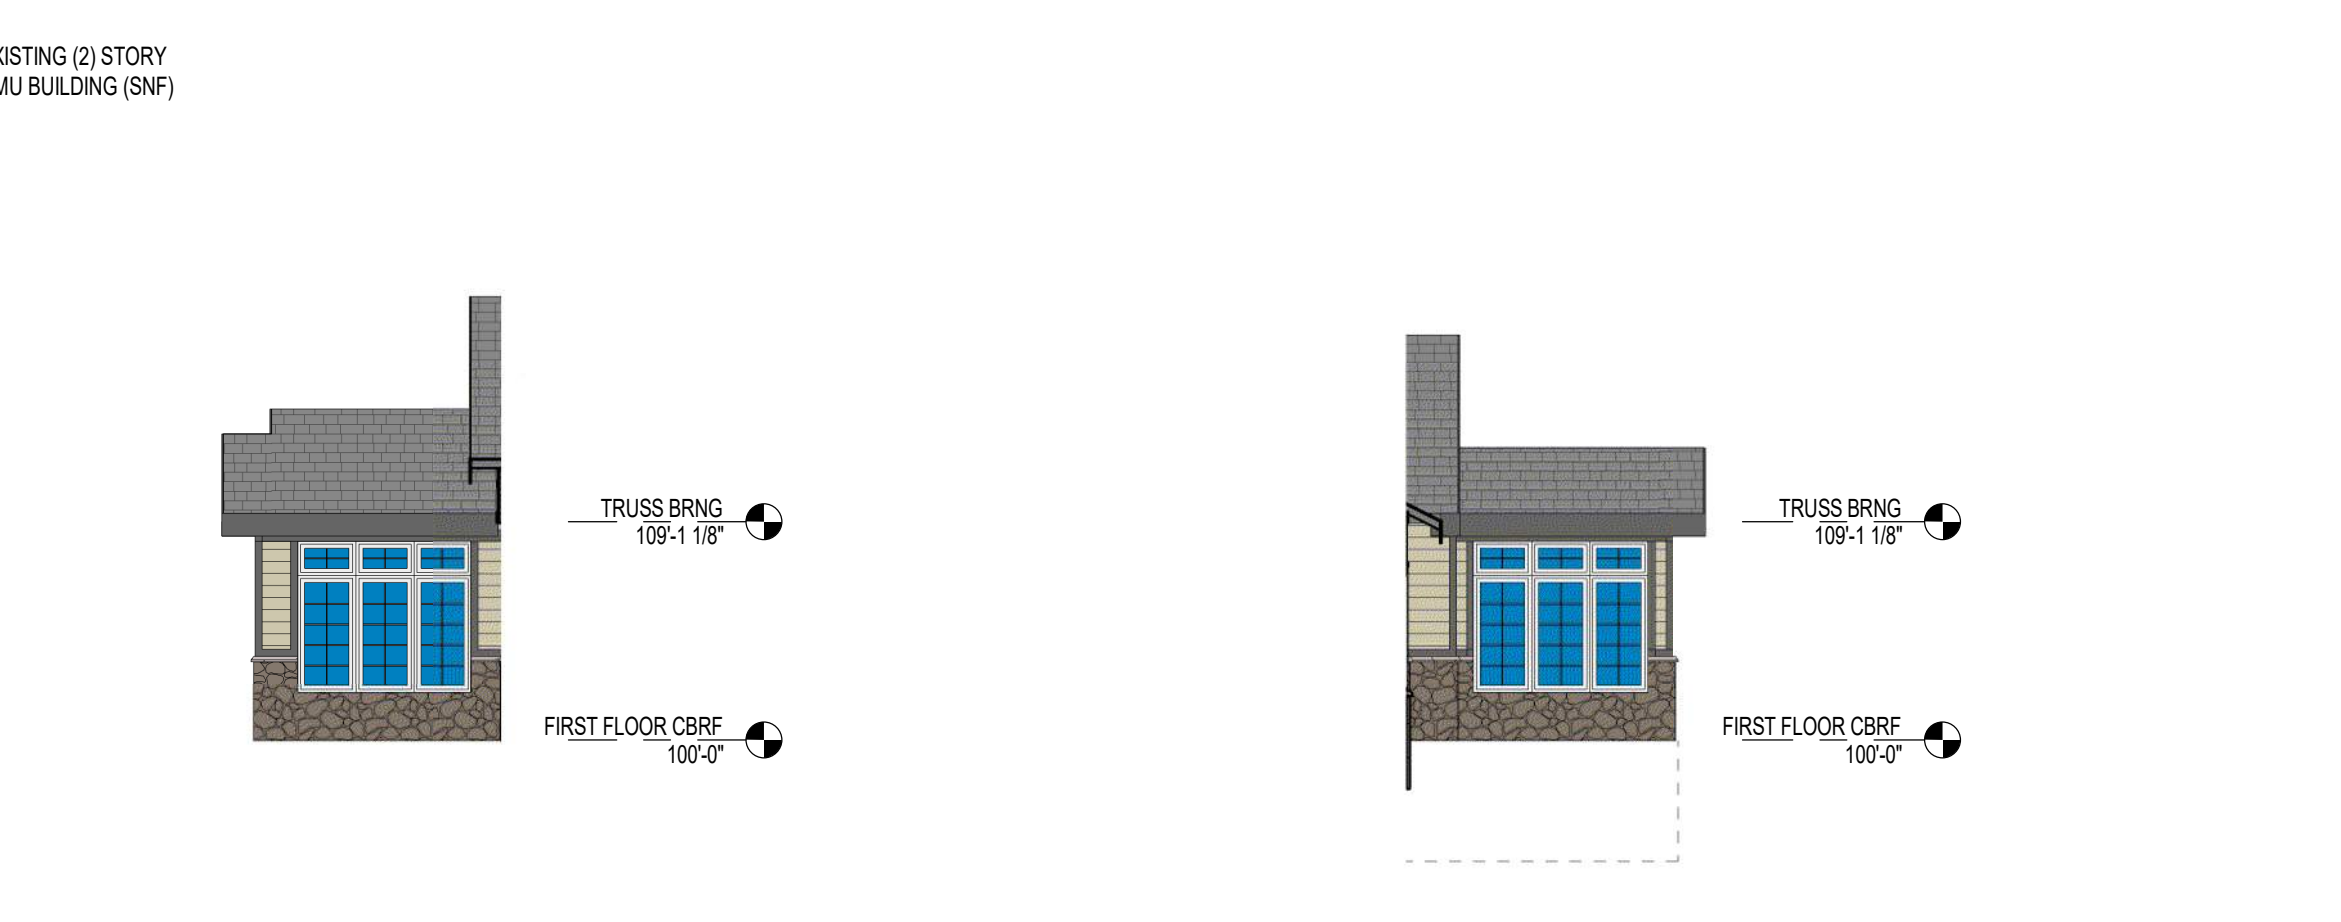 XISTING (2) STORY
MU BUILDING (SNF)
TRUSS BRNG
109'-1 1/8"
FIRST FLOOR CBRF
100'-0"
TRUSS BRNG
109'-1 1/8"
FIRST FLOOR CBRF
100'-0"